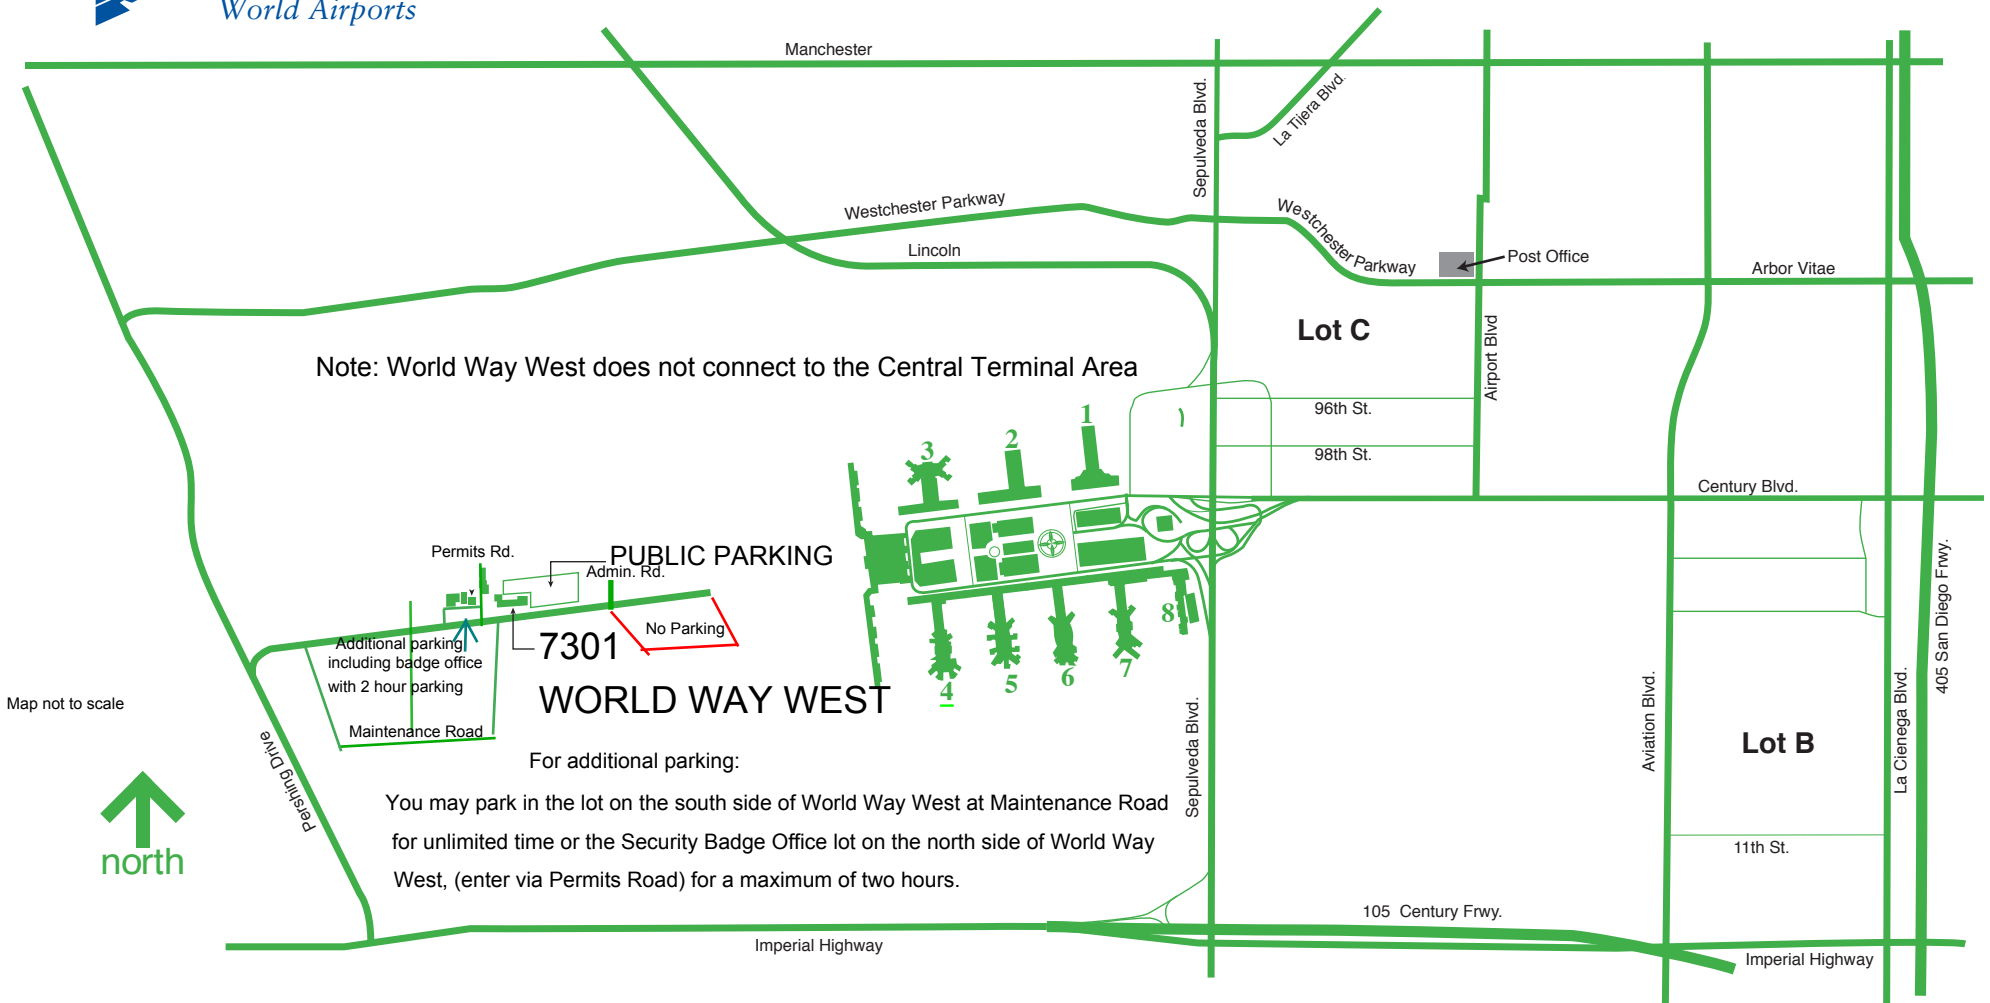 World Airports
Manchester
Sepulveda Blvd.
La Tijera Blvd.
Westchester Parkway
Westchester Parkway
Lincoln
Post Office
Arbor Vitae
Lot C
Airport Blvd
Note: World Way West does not connect to the Central Terminal Area
96th St.
98th St.
1
2
3
Century Blvd.
Permits Rd.
PUBLIC PARKING
Admin. Rd.
405 San Diego Frwy.
No Parking
8
7301
Additional parking
including badge office
with 2 hour parking
4
5
6
7
WORLD WAY WEST
Map not to scale
Maintenance Road
Pershing Drive
Sepulveda Blvd.
Aviation Blvd.
Lot B
La Cienega Blvd.
For additional parking:
You may park in the lot on the south side of World Way West at Maintenance Road
for unlimited time or the Security Badge Office lot on the north side of World Way
West, (enter via Permits Road) for a maximum of two hours.
north
11th St.
105 Century Frwy.
Imperial Highway
Imperial Highway